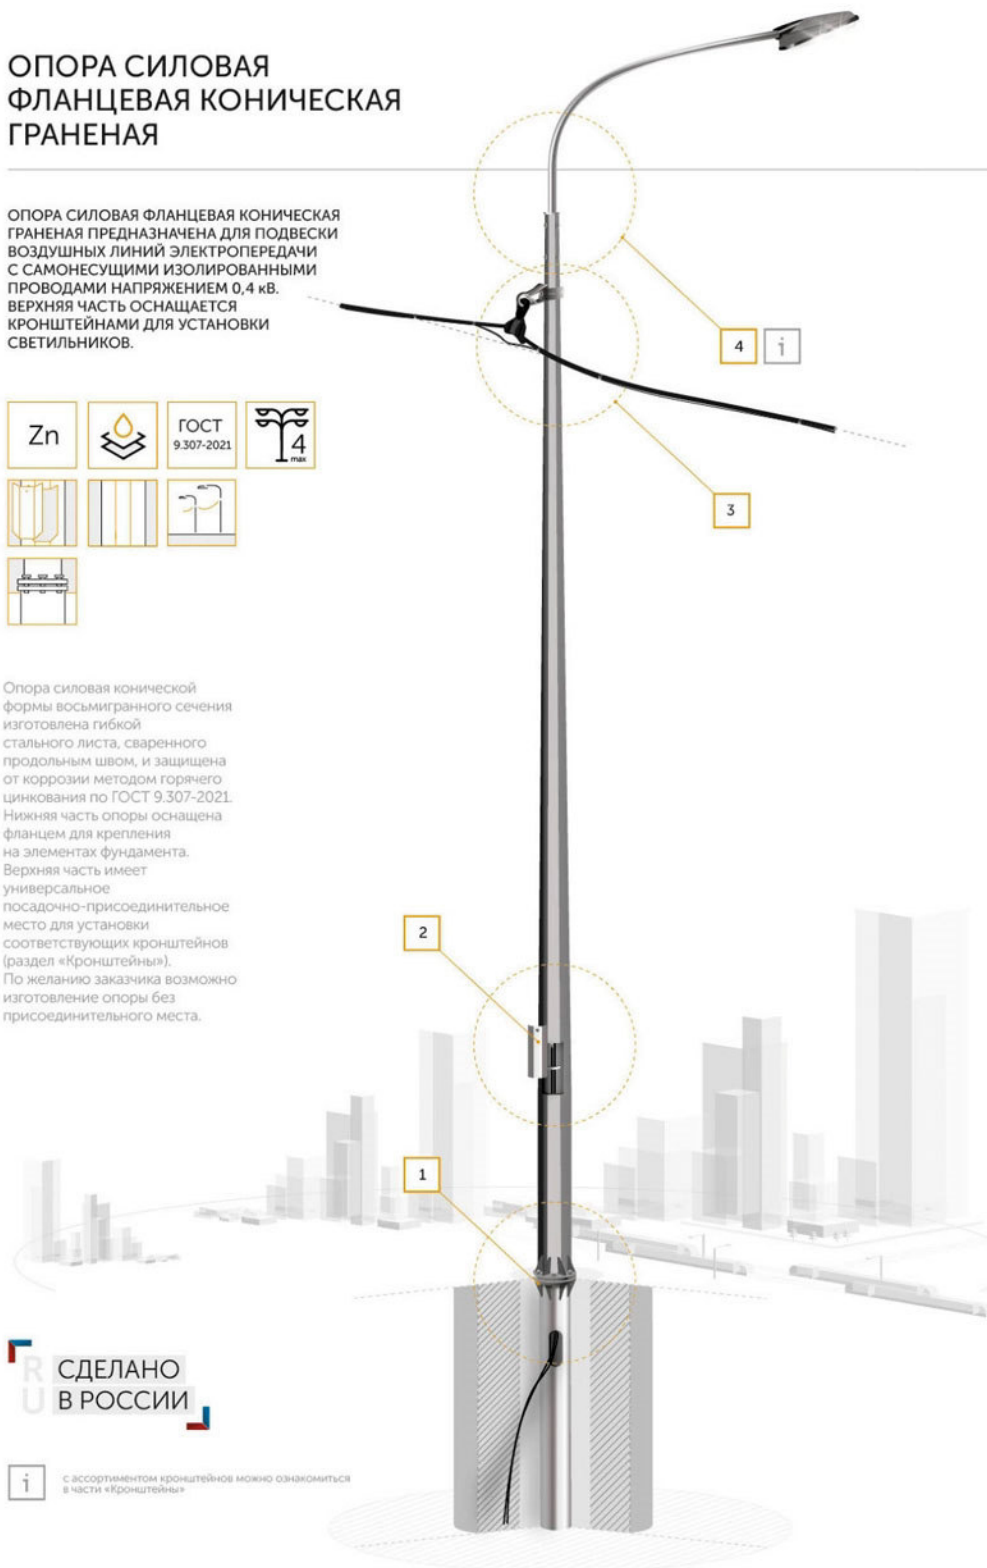 ОПОРА СИЛОВАЯ
ФЛАНЦЕВАЯ КОНИЧЕСКАЯ
ГРАНЕНАЯ
ОПОРА СИЛОВАЯ ФЛАНЦЕВАЯ КОНИЧЕСКАЯ
ГРАНЕНАЯ ПРЕДНАЗНАЧЕНА ДЛЯ ПОДВЕСКИ
ВОЗДУШНЫХ ЛИНИЙ ЭЛЕКТРОПЕРЕДАЧИ
С САМОНЕСУЩИМИ ИЗОЛИРОВАННЫМИ
ПРОВОДАМИ НАПРЯЖЕНИЕМ 0,4 кВ.
ВЕРХНЯЯ ЧАСТЬ ОСНАЩАЕТСЯ
КРОНШТЕЙНАМИ ДЛЯ УСТАНОВКИ
СВЕТИЛЬНИКОВ.
4 i
Zn
ГОСТ
9.307-2021
4
max
3
Опора силовая конической
формы восьмигранного сечения
изготовлена гибкой
стального листа, сваренного
продольным швом, и защищена
от коррозии методом горячего
цинкования по ГОСТ 9.307-2021.
Нижняя часть опоры оснащена
фланцем для крепления
на элементах фундамента.
Верхняя часть имеет
универсальное
посадочно-присоединительное
место для установки
соответствующих кронштейнов
(раздел «Кронштейны»).
По желанию заказчика возможно
изготовление опоры без
присоединительного места.
2
1
RU
СДЕЛАНО
В РОССИИ
i
с ассортиментом кронштейнов можно ознакомиться
в части «Кронштейны»